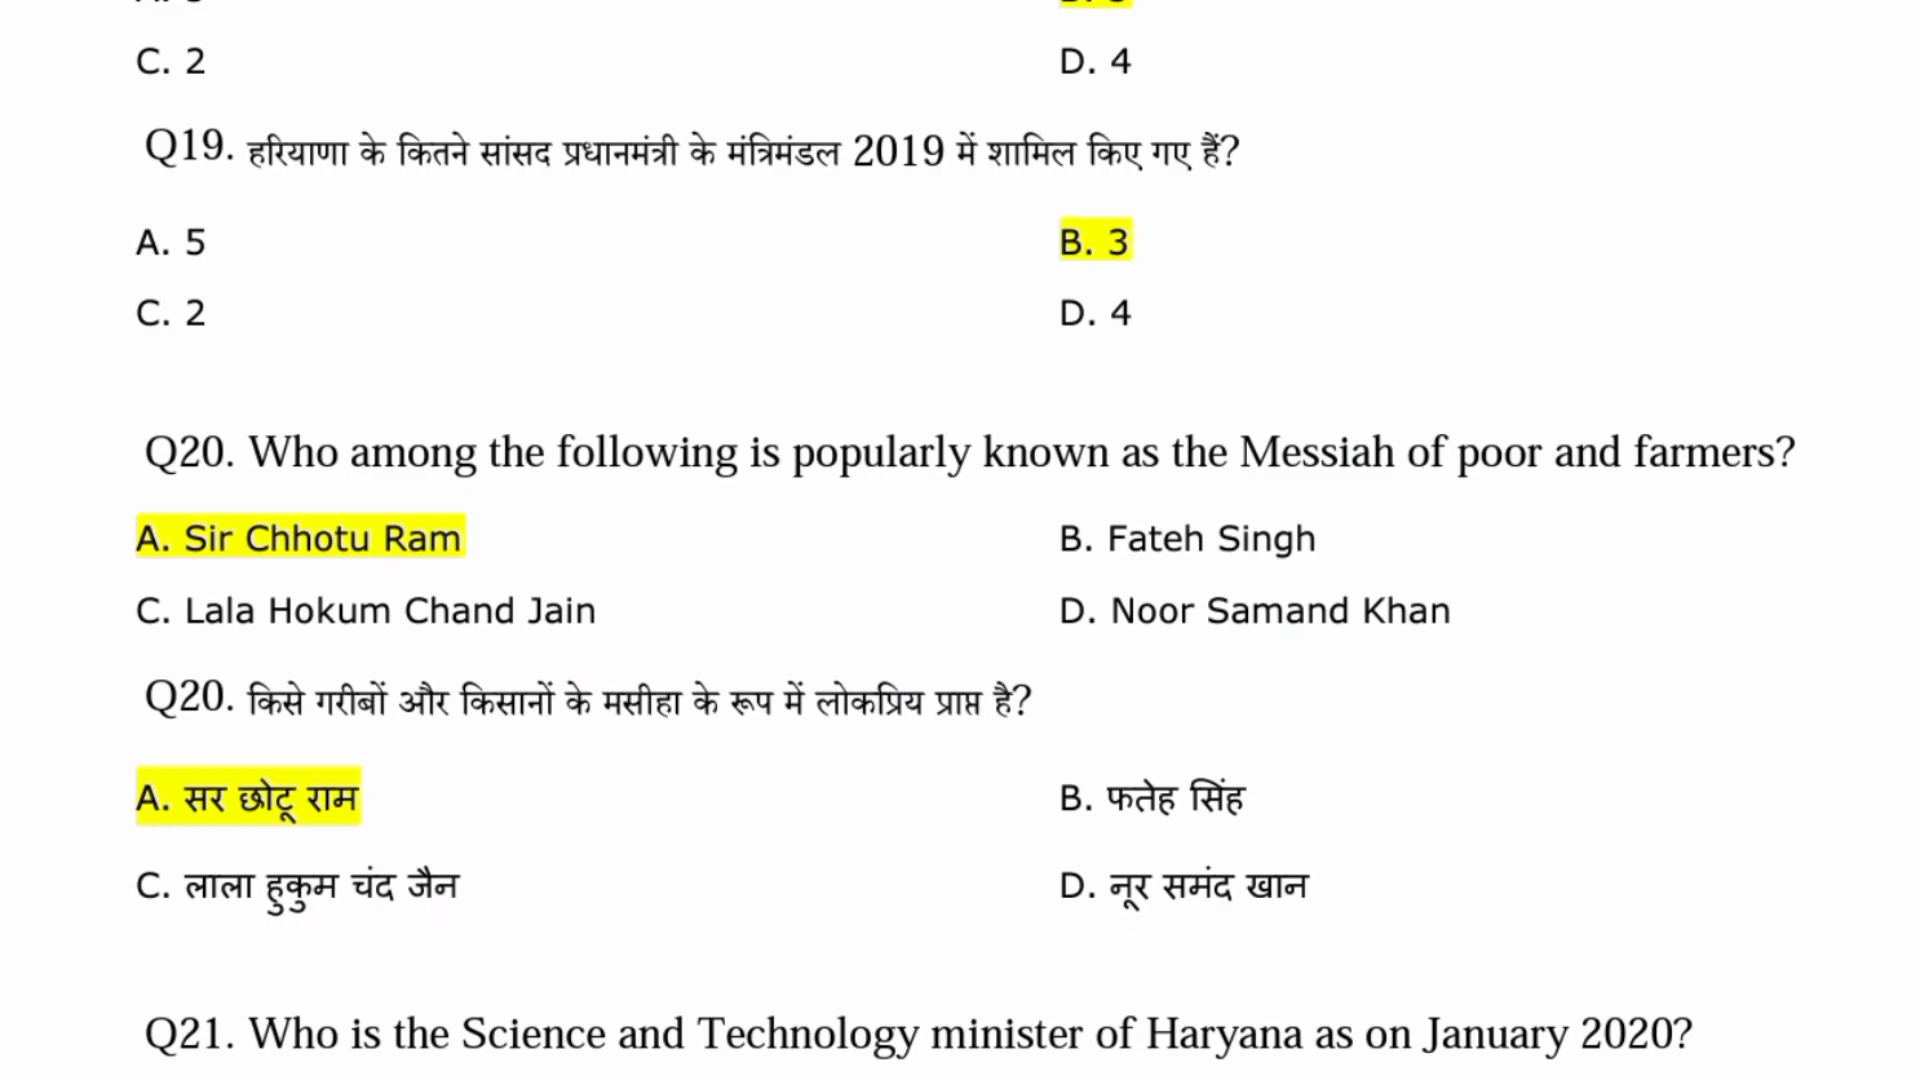 C. 2 D. 4
Q19. हरियाणा के कितने सांसद प्रधानमंत्री के मंत्रिमंडल 2019 में शामिल किए गए हैं?
A. 5 B. 3
C. 2 D. 4
Q20. Who among the following is popularly known as the Messiah of poor and farmers?
A. Sir Chhotu Ram B. Fateh Singh
C. Lala Hokum Chand Jain D. Noor Samand Khan
Q20. किसे गरीबों और किसानों के मसीहा के रूप में लोकप्रिय प्राप्त है?
A. सर छोटू राम B. फतेह सिंह
C. लाला हुकुम चंद जैन D. नूर समंद खान
Q21. Who is the Science and Technology minister of Haryana as on January 2020?